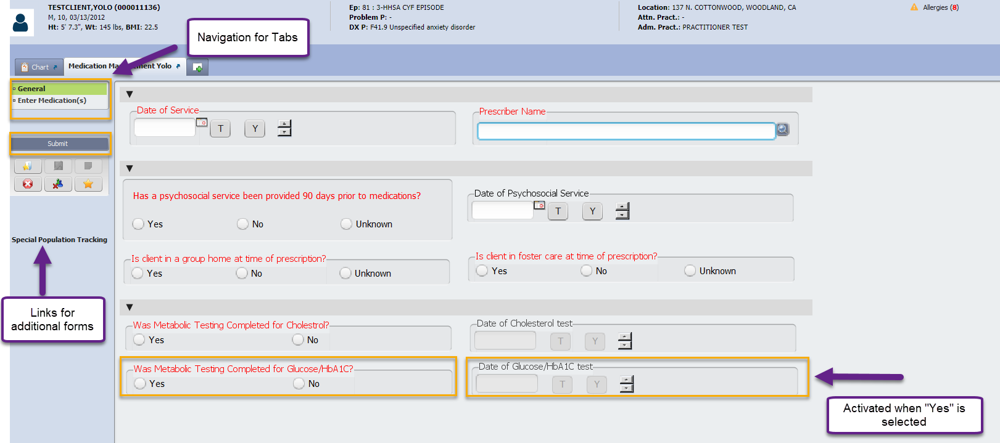 TESTCLIENT,YOLO (000011136)
M, 10, 03/13/2012
Ht: 5' 7.3", Wt: 145 lbs, BMI: 22.5
Ep: 81 : 3-HHSA CYF EPISODE
Problem P: -
DX P: F41.9 Unspecified anxiety disorder
Location: 137 N. COTTONWOOD, WOODLAND, CA
Attn. Pract.: -
Adm. Pract.: PRACTITIONER TEST
Allergies (8)
Navigation for Tabs
Chart
Medication Ma ement Yolo
General
Enter Medication(s)
Submit
Special Population Tracking
Links for
additional forms
Date of Service
T Y
Prescriber Name
Has a psychosocial service been provided 90 days prior to medications?
Yes No Unknown
Date of Psychosocial Service
T Y
Is client in a group home at time of prescription?
Yes No Unknown
Is client in foster care at time of prescription?
Yes No Unknown
Was Metabolic Testing Completed for Cholestrol?
Yes No
Date of Cholesterol test
T Y
Was Metabolic Testing Completed for Glucose/HbA1C?
Yes No
Date of Glucose/HbA1C test
T Y
Activated when "Yes" is
selected